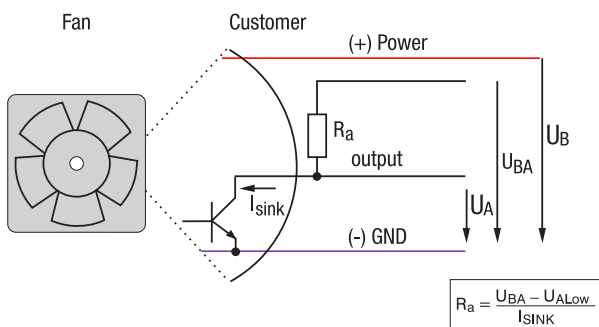 Fan
Customer
(+) Power
Ra
output
Isink
UA
UBA
UB
(-) GND
Ra = UBA – UALow
ISINK